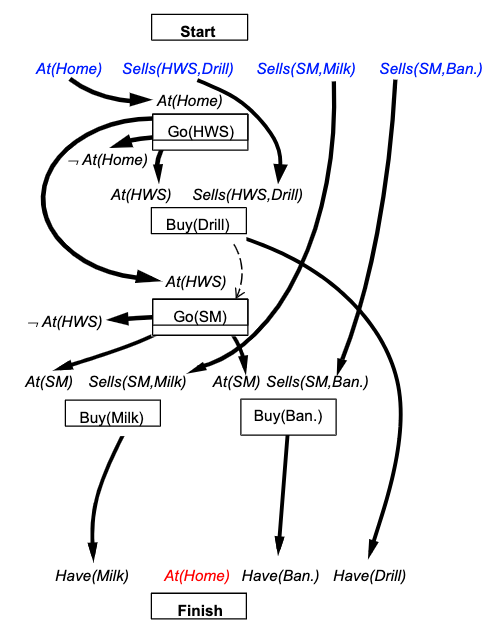 Start
At(Home) Sells(HWS,Drill) Sells(SM,Milk) Sells(SM,Ban.)
At(Home)
Go(HWS)
¬ At(Home)
At(HWS) Sells(HWS,Drill)
Buy(Drill)
At(HWS)
Go(SM)
¬ At(HWS)
At(SM) Sells(SM,Milk) At(SM) Sells(SM,Ban.)
Buy(Milk) Buy(Ban.)
Have(Milk) At(Home) Have(Ban.) Have(Drill)
Finish